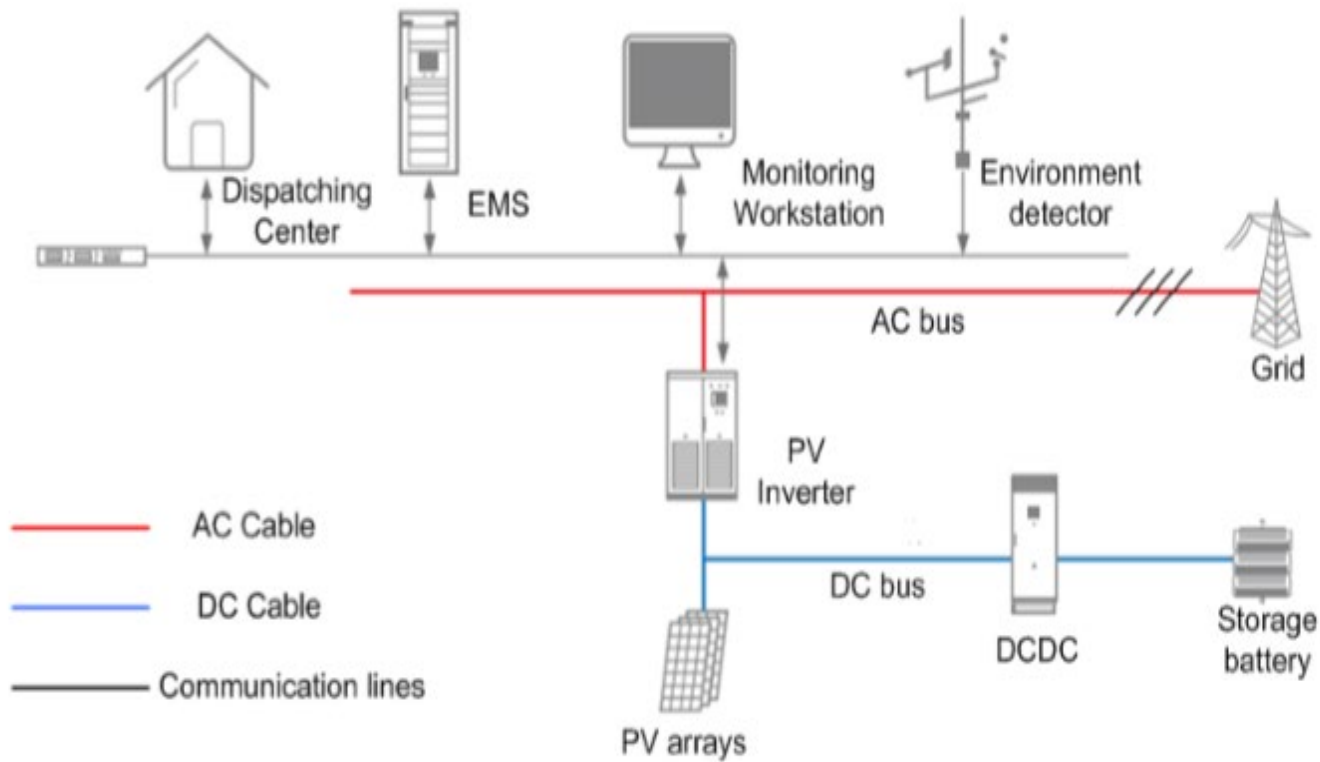 Dispatching
Center
EMS
Monitoring
Workstation
Environment
detector
AC bus
Grid
PV
Inverter
AC Cable
DC bus
DC Cable
DCDC
Storage
battery
Communication lines
PV arrays